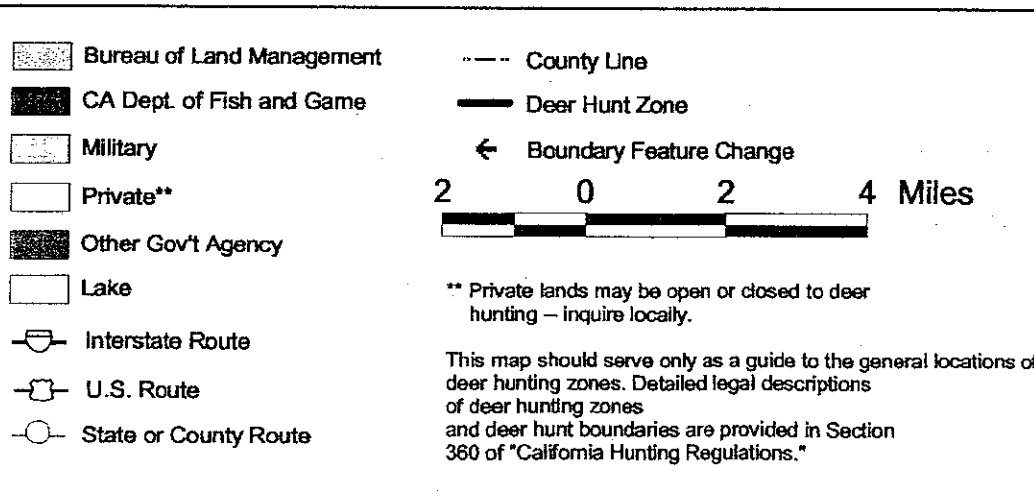 Bureau of Land Management
CA Dept. of Fish and Game
Military
Private**
Other Gov't Agency
Lake
Interstate Route
U.S. Route
State or County Route
County Line
Deer Hunt Zone
Boundary Feature Change
2 0 2 4 Miles
** Private lands may be open or closed to deer
hunting – inquire locally.
This map should serve only as a guide to the general locations of
deer hunting zones. Detailed legal descriptions
of deer hunting zones
and deer hunt boundaries are provided in Section
360 of "California Hunting Regulations."